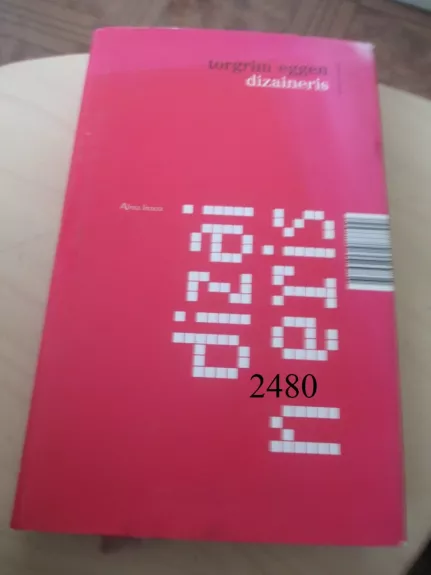 torgrim eggen
dizaineris
Alma littera
dizai
neris
2480